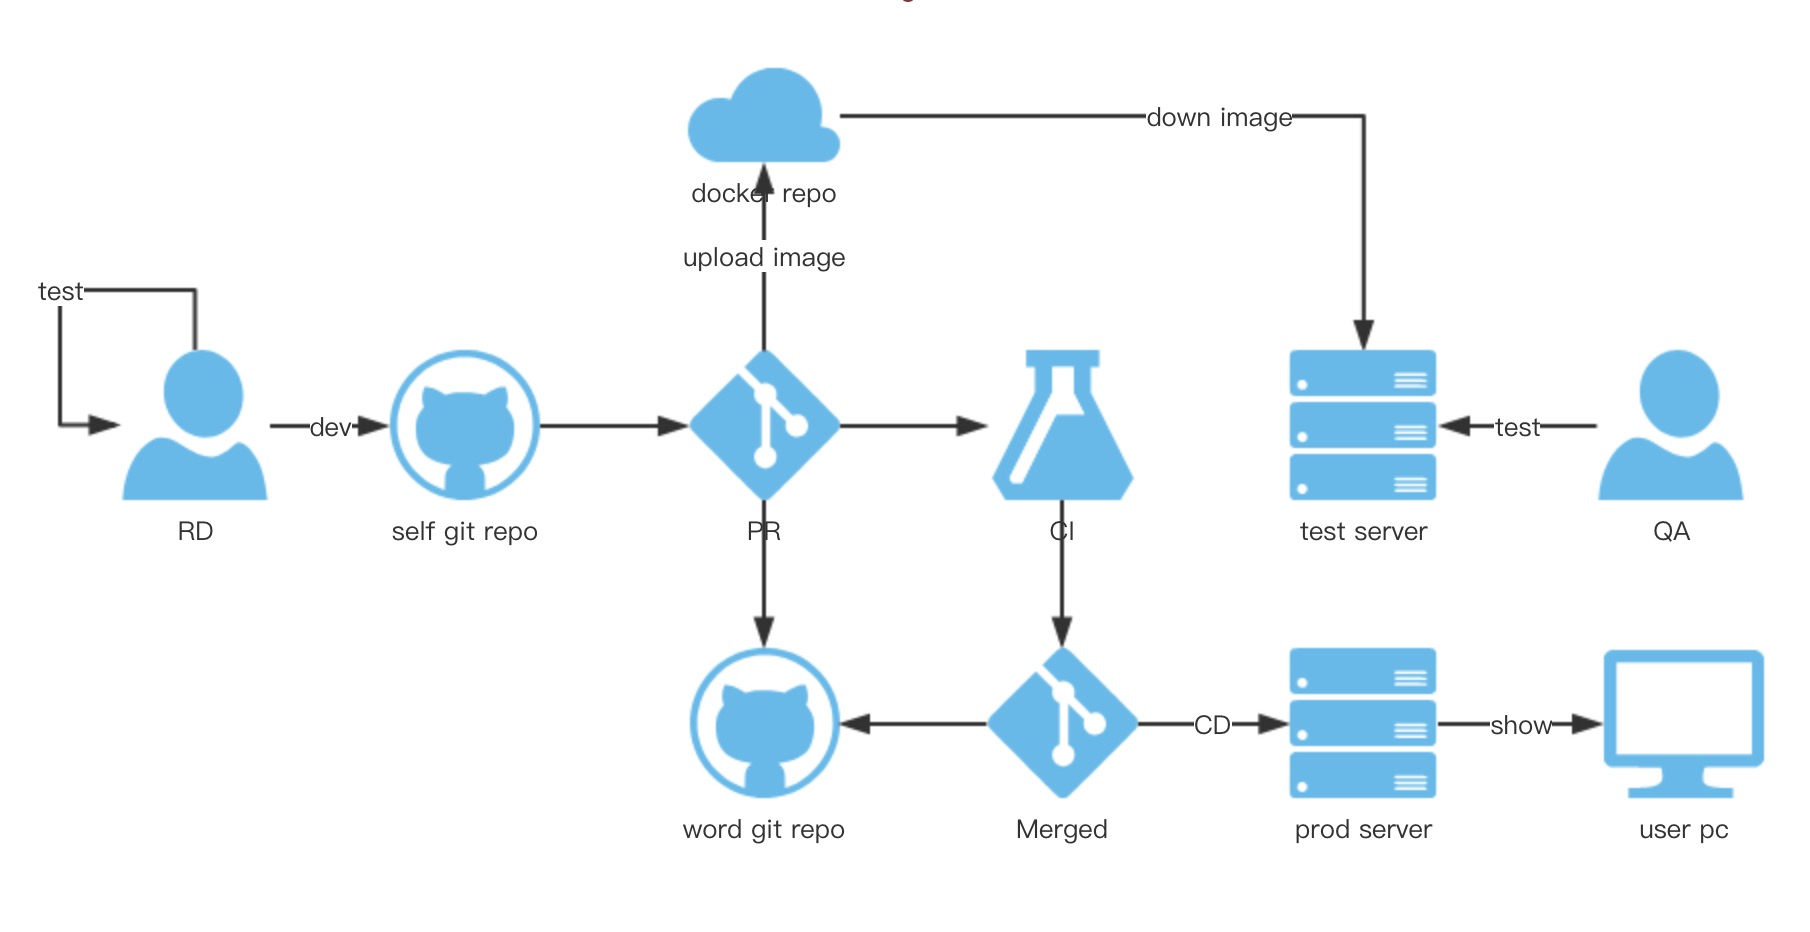 down image
docker repo
upload image
test
dev
test
RD
self git repo
PR
CI
test server
QA
CD
show
word git repo
Merged
prod server
user pc